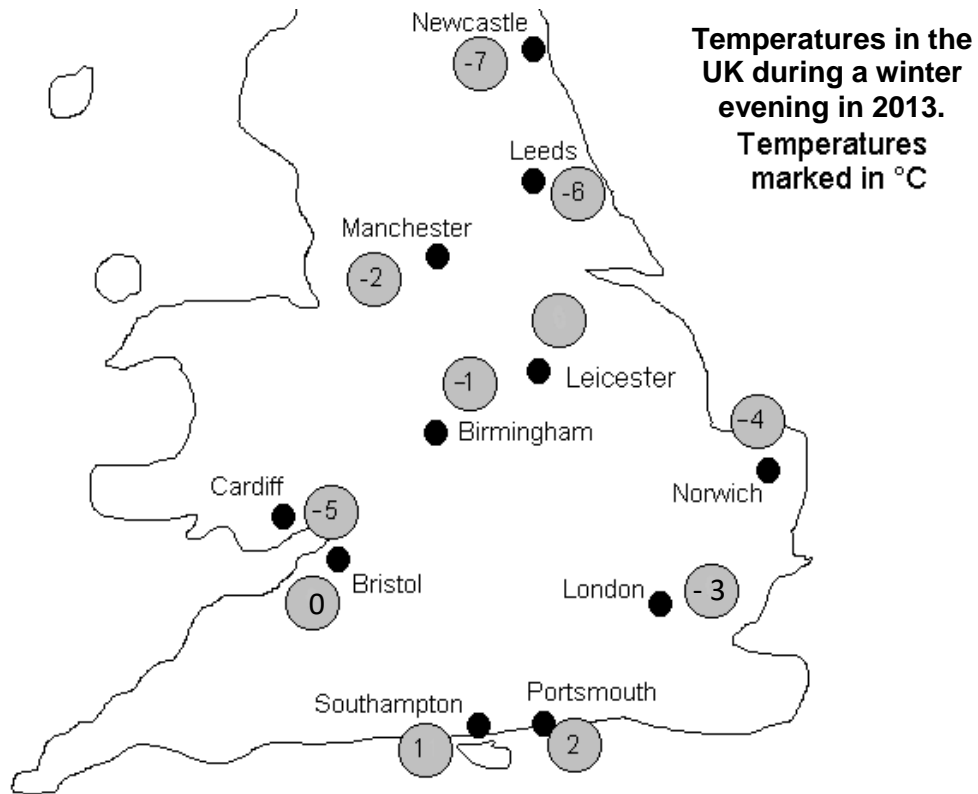 Newcastle
-7
Temperatures in the
UK during a winter
evening in 2013.
Temperatures
marked in °C
Leeds
-6
Manchester
-2
Leicester
-1
Birmingham
-4
Norwich
Cardiff
-5
Bristol
0
London
- 3
Southampton
1
Portsmouth
2